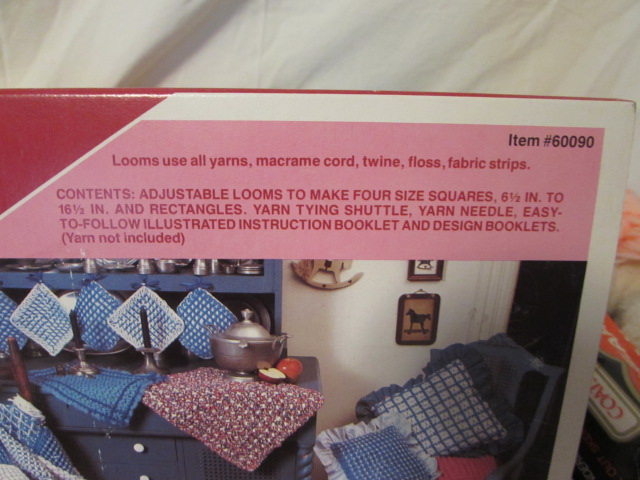 Item #60090
Looms use all yarns, macrame cord, twine, floss, fabric strips.
CONTENTS: ADJUSTABLE LOOMS TO MAKE FOUR SIZE SQUARES, 6½ IN. TO
16½ IN. AND RECTANGLES. YARN TYING SHUTTLE, YARN NEEDLE, EASY-
TO-FOLLOW ILLUSTRATED INSTRUCTION BOOKLET AND DESIGN BOOKLETS.
(Yarn not included)